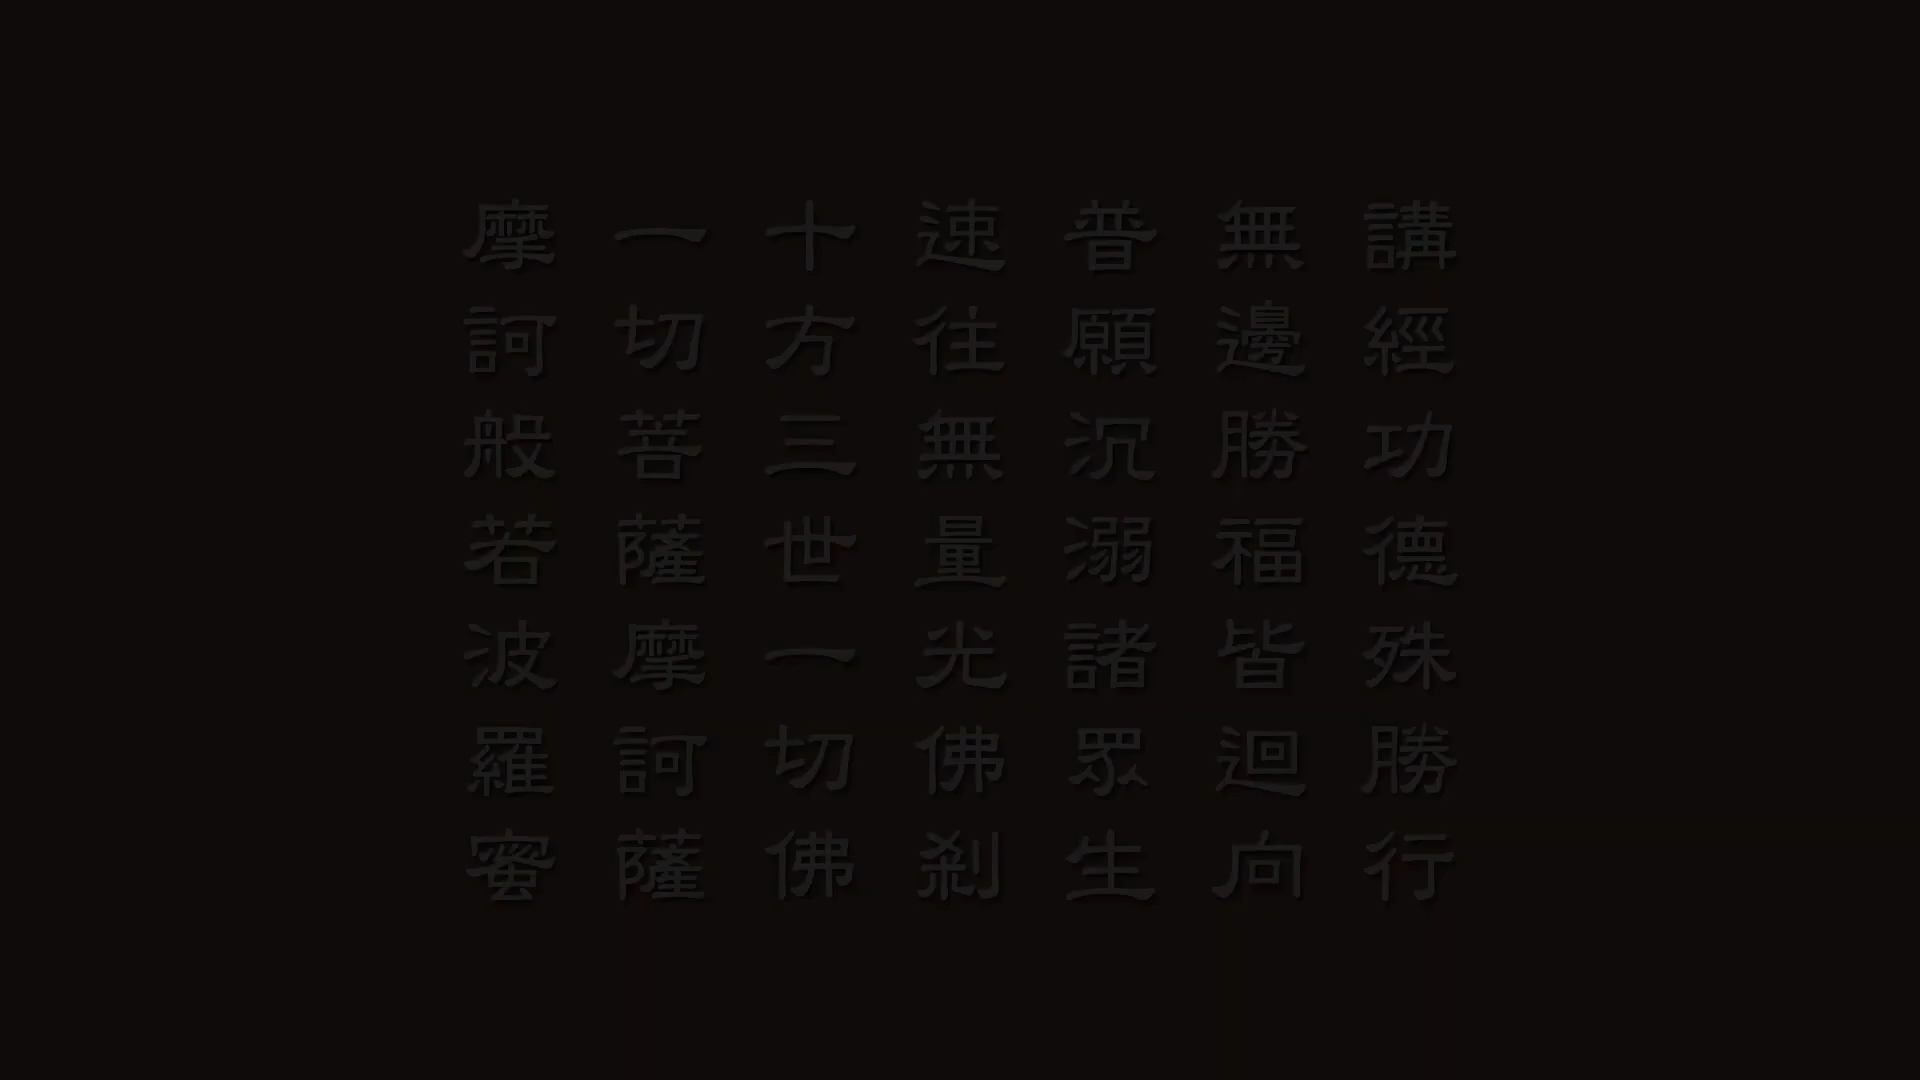 講經功德殊勝行
無邊勝福皆迴向
普願沉溺諸眾生
速往無量光佛剎
十方三世一切佛
一切菩薩摩訶薩
摩訶般若波羅蜜